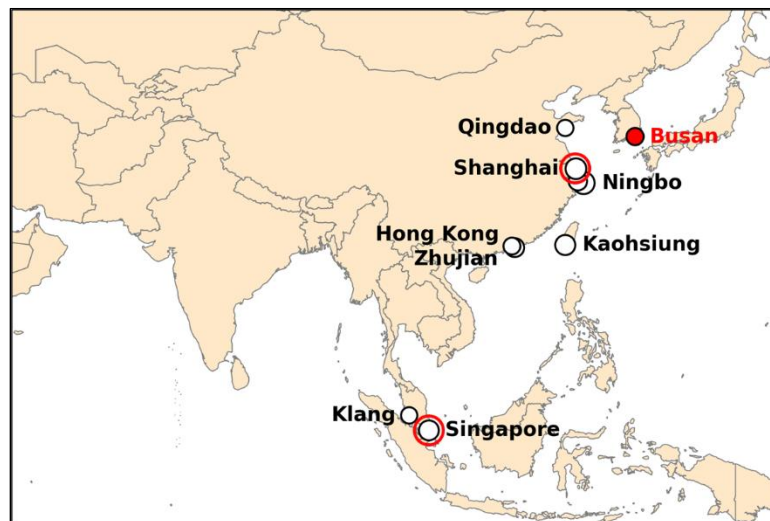 Qingdao
Busan
Shanghai
Ningbo
Hong Kong
Zhujian
Kaohsiung
Klang
Singapore